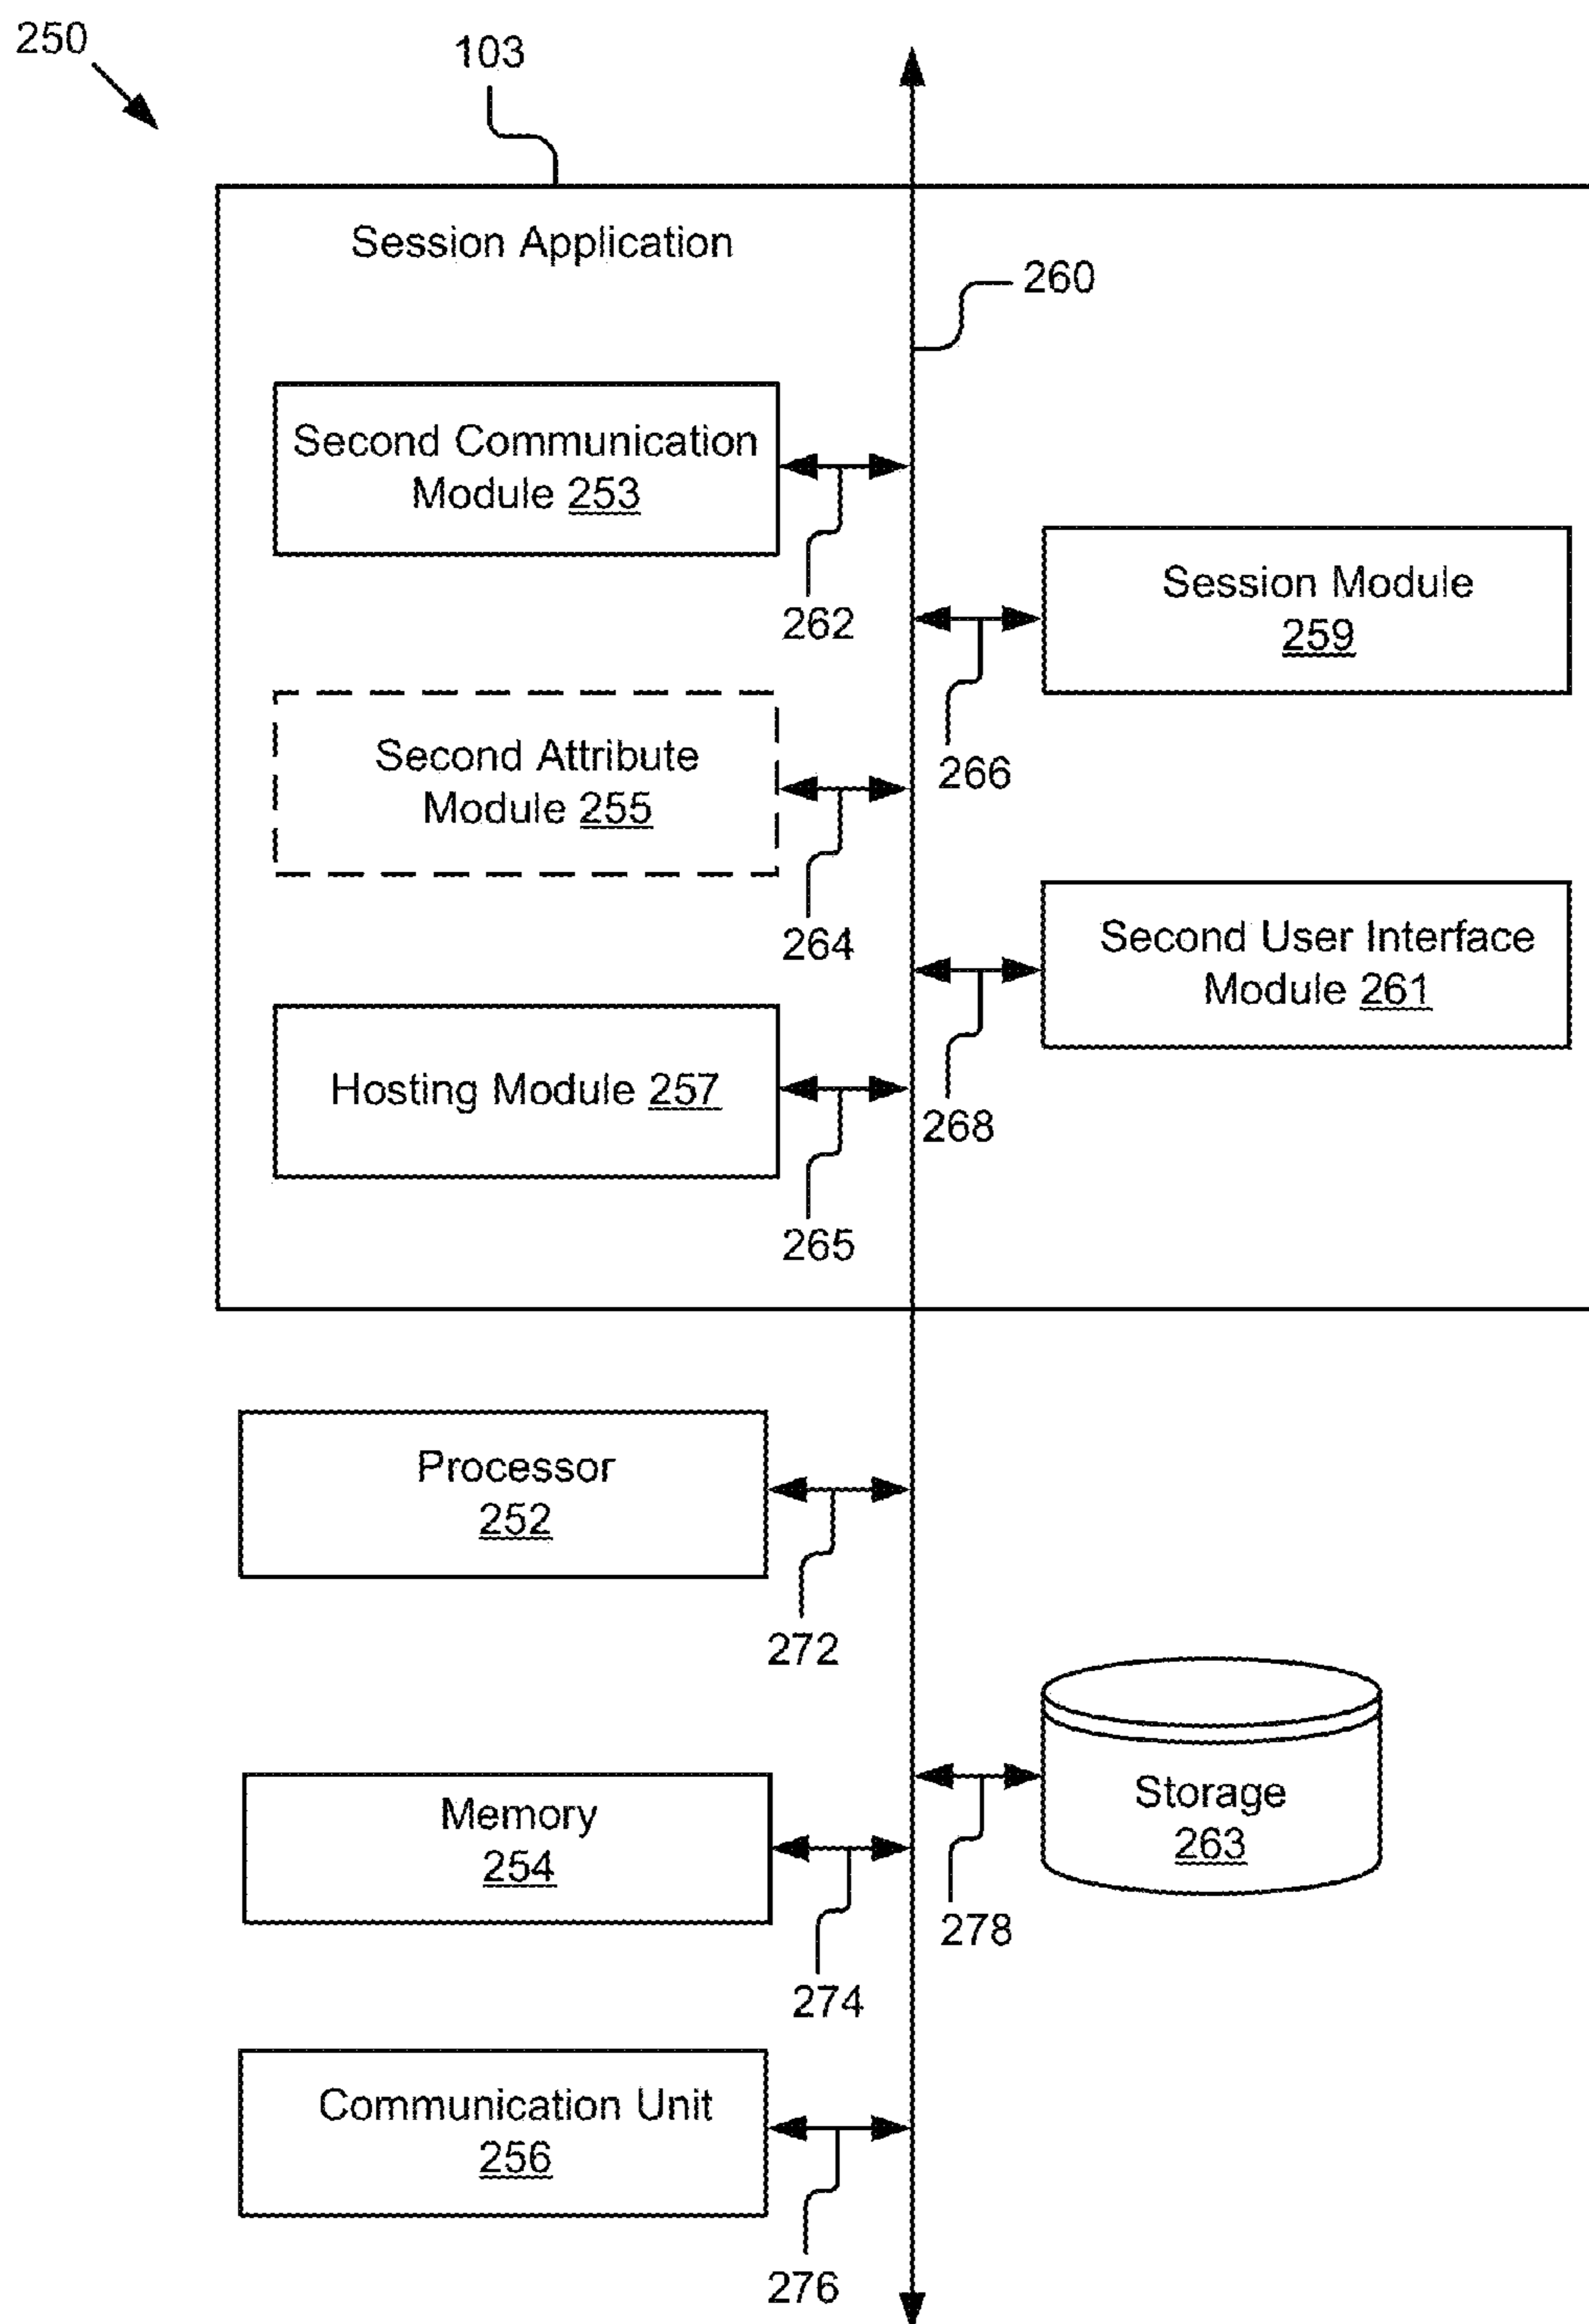 250
103
Session Application
260
Second Communication
Module 253
262
Session Module
259
266
Second Attribute
Module 255
264
Second User Interface
Module 261
268
Hosting Module 257
265
Processor
252
272
Storage
263
278
Memory
254
274
Communication Unit
256
276